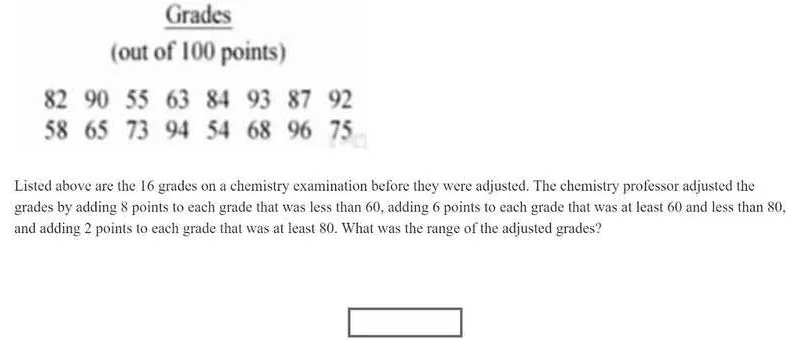 Grades
(out of 100 points)
82 90 55 63 84 93 87 92
58 65 73 94 54 68 96 75
Listed above are the 16 grades on a chemistry examination before they were adjusted. The chemistry professor adjusted the
grades by adding 8 points to each grade that was less than 60, adding 6 points to each grade that was at least 60 and less than 80,
and adding 2 points to each grade that was at least 80. What was the range of the adjusted grades?